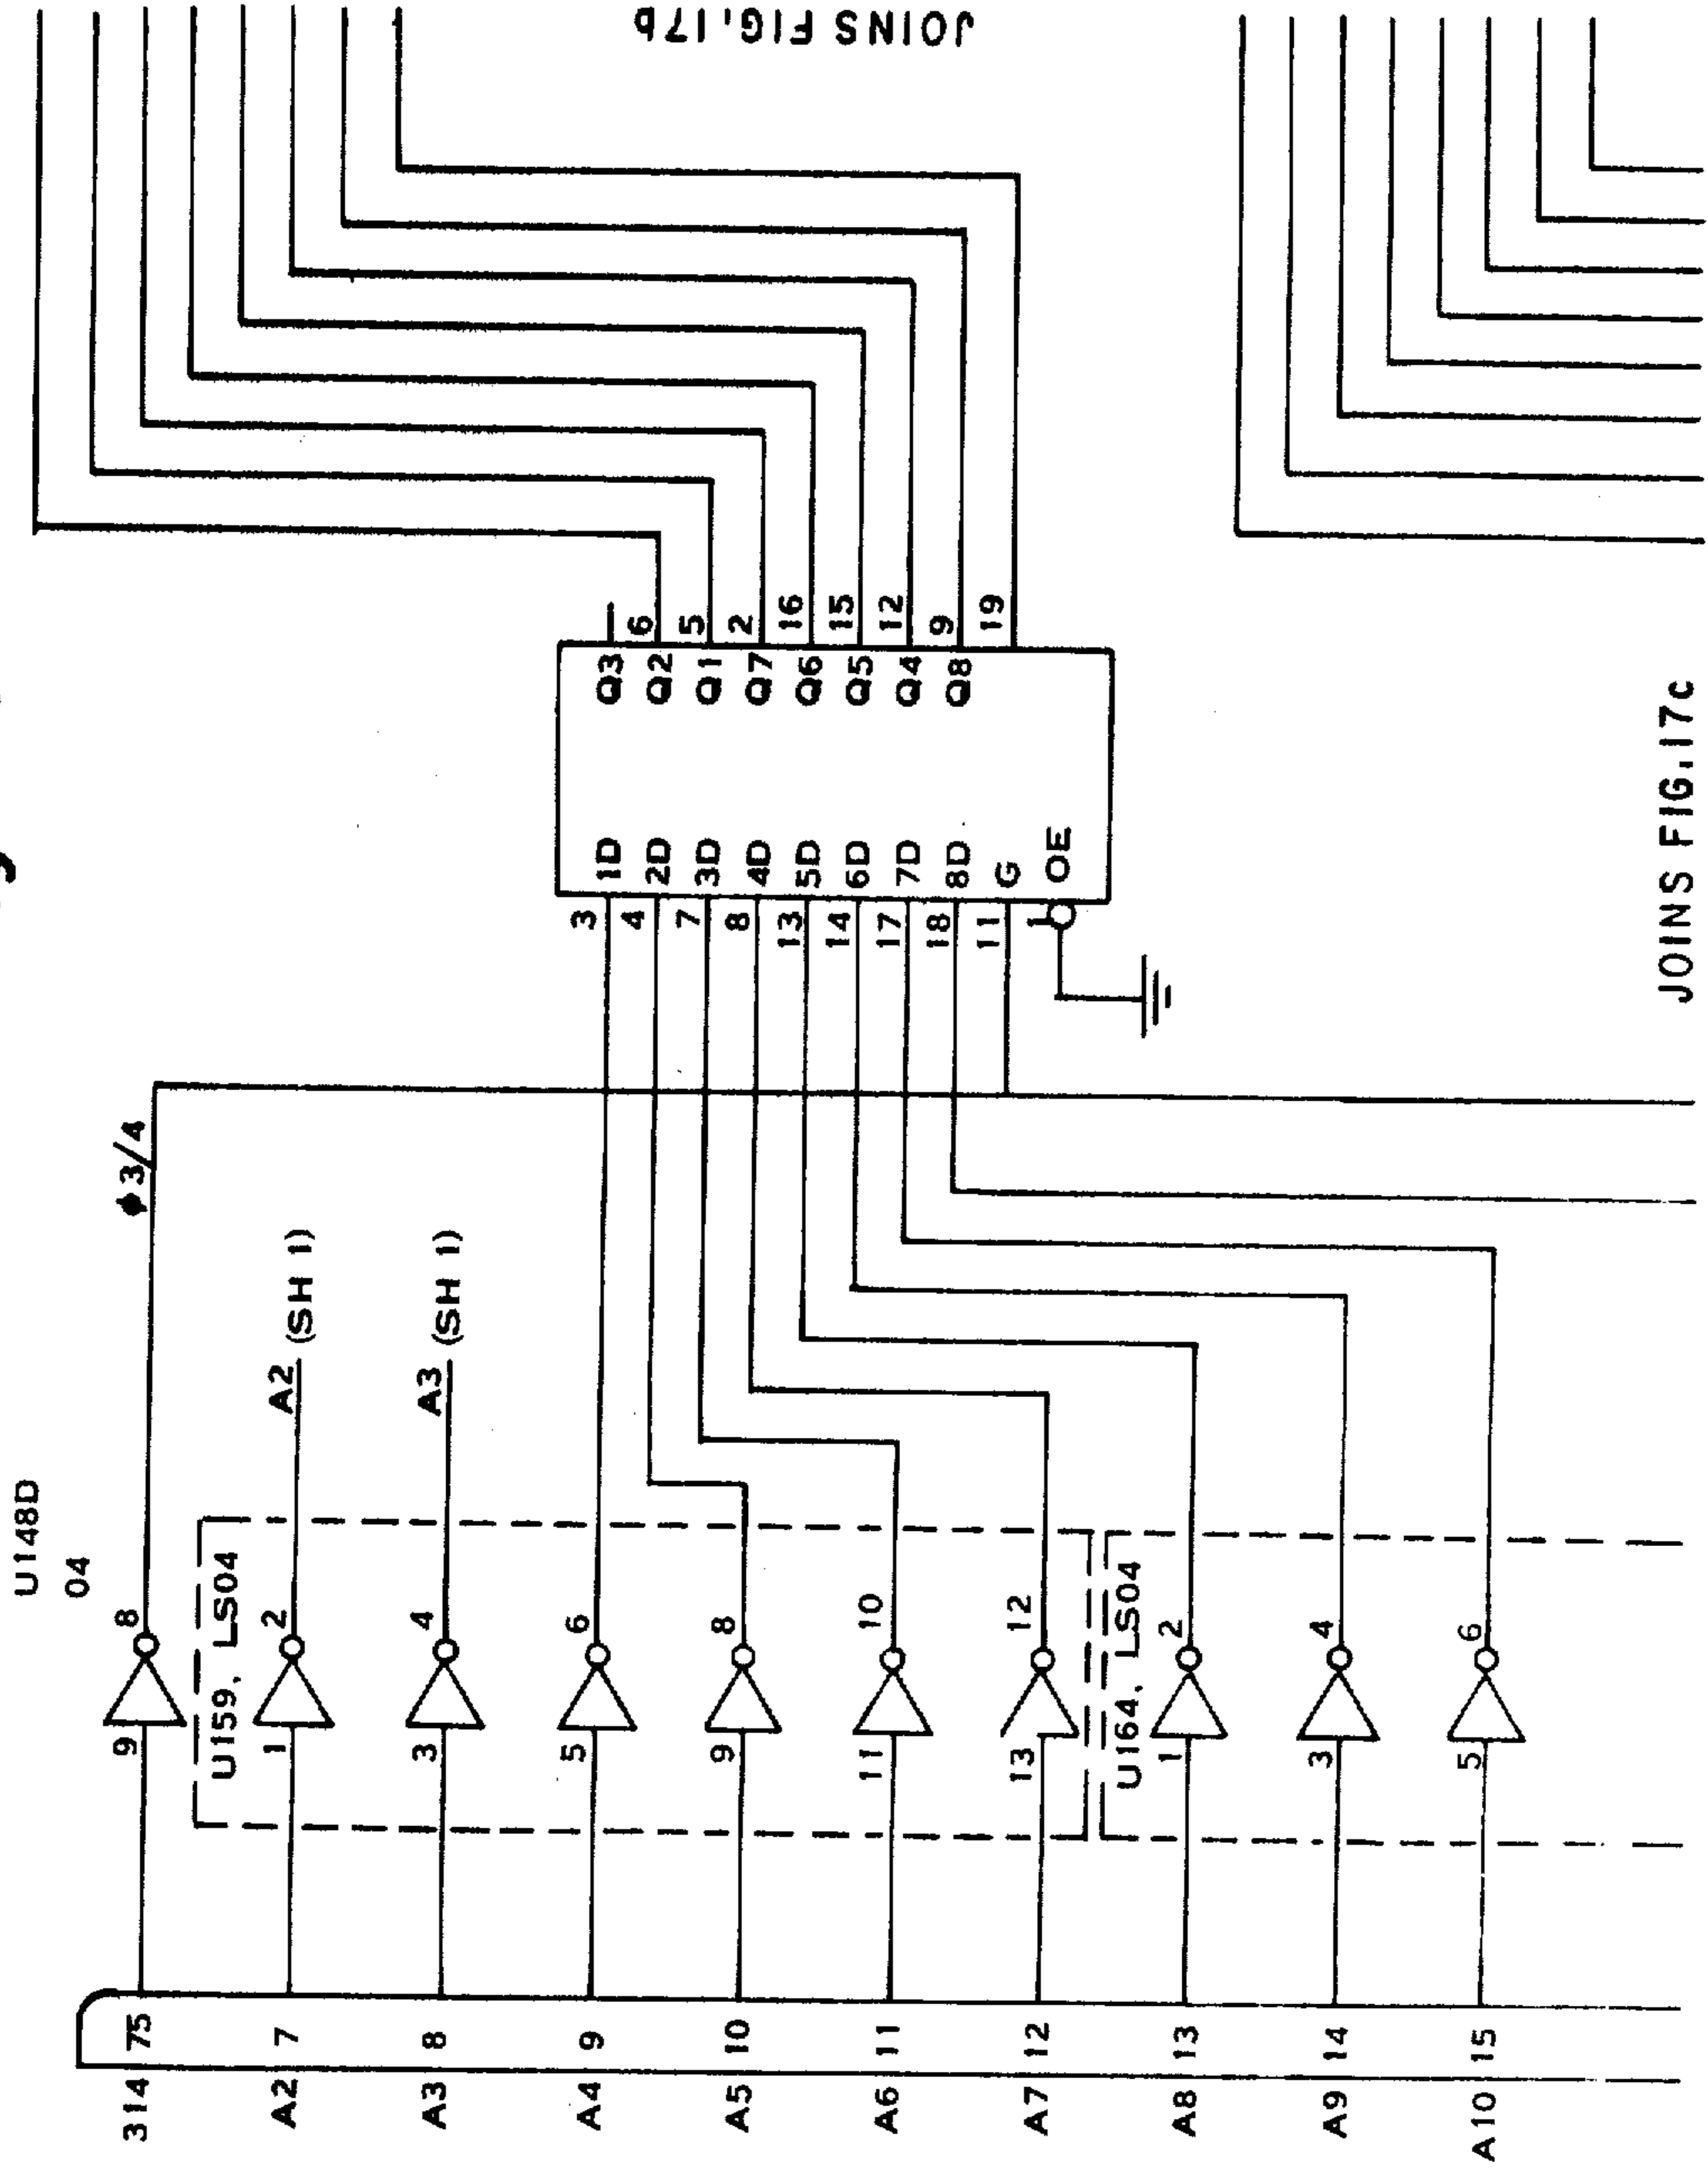 JOINS FIG.17b
U148D
04
314 75 9 8 ϕ3/4
U159, LS04
A2 7 1 2 A2 (SH 1)
A3 8 3 4 A3 (SH 1)
A4 9 5 6
A5 10 9 8
A6 11 11 10
A7 12 13 12
U164, LS04
A8 13 1 2
A9 14 3 4
A10 15 5 6
3 1D Q3
4 2D Q2 6
7 3D Q1 5
8 4D Q7 2
13 5D Q6 16
14 6D Q5 15
17 7D Q4 12
18 8D Q8 9
11 G 19
1 OE
JOINS FIG.17c